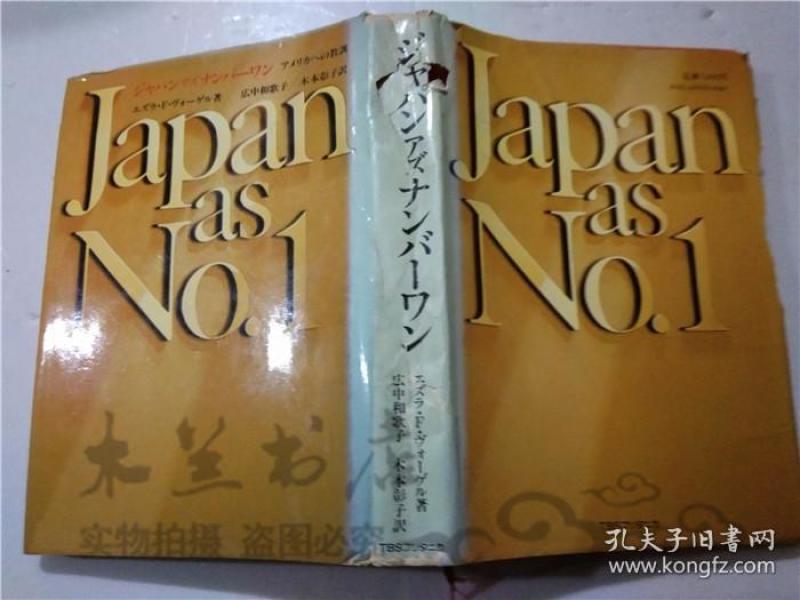 ジャパン アズ ナンバーワン アメリカへの教訓
エズラ・F・ヴォーゲル著 広中和歌子 木本彰子訳
Japan
as
No.1
ジャパンアズナンバーワン
エズラ・F・ヴォーゲル著
広中和歌子 木本彰子訳
TBSブリタニカ
Japan
as
No.1
木兰书店
实物拍摄 盗图必究
孔夫子旧书网
www.kongfz.com